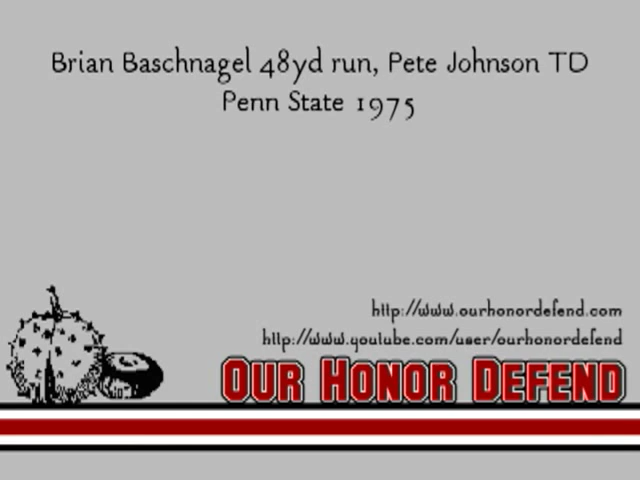 Brian Baschnagel 48yd run, Pete Johnson TD
Penn State 1975
http://www.ourhonordefend.com
http://www.youtube.com/user/ourhonordefend
OUR HONOR DEFEND